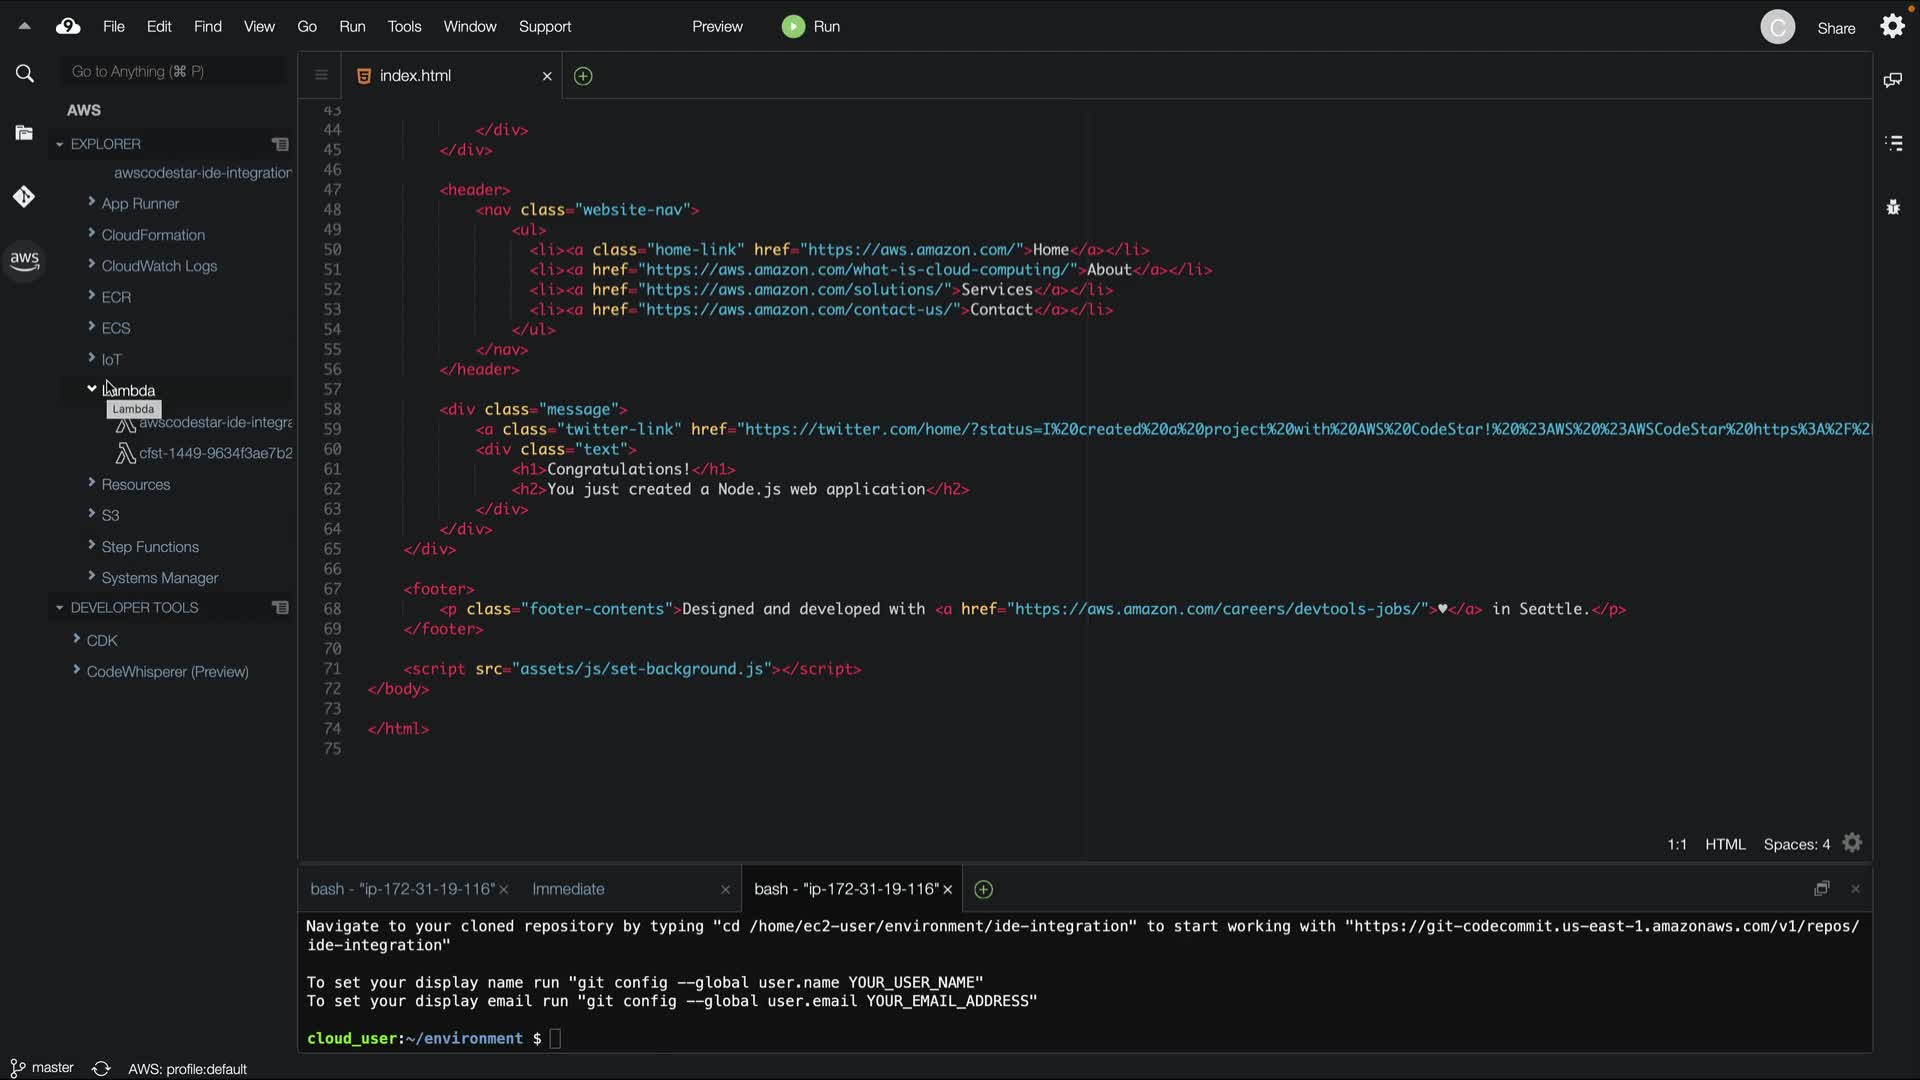 File Edit Find View Go Run Tools Window Support Preview Run C Share
Go to Anything (⌘ P)
AWS
EXPLORER
awscodestar-ide-integration
App Runner
CloudFormation
CloudWatch Logs
ECR
ECS
IoT
Lambda
Lambda
awscodestar-ide-integra
cfst-1449-9634f3ae7b2
Resources
S3
Step Functions
Systems Manager
DEVELOPER TOOLS
CDK
CodeWhisperer (Preview)
aws
index.html
43
44 </div>
45 </div>
46
47 <header>
48 <nav class="website-nav">
49 <ul>
50 <li><a class="home-link" href="https://aws.amazon.com/">Home</a></li>
51 <li><a href="https://aws.amazon.com/what-is-cloud-computing/">About</a></li>
52 <li><a href="https://aws.amazon.com/solutions/">Services</a></li>
53 <li><a href="https://aws.amazon.com/contact-us/">Contact</a></li>
54 </ul>
55 </nav>
56 </header>
57
58 <div class="message">
59 <a class="twitter-link" href="https://twitter.com/home/?status=I%20created%20a%20project%20with%20AWS%20CodeStar!%20%23AWS%20%23AWSCodeStar%20https%3A%2F%2
60 <div class="text">
61 <h1>Congratulations!</h1>
62 <h2>You just created a Node.js web application</h2>
63 </div>
64 </div>
65 </div>
66
67 <footer>
68 <p class="footer-contents">Designed and developed with <a href="https://aws.amazon.com/careers/devtools-jobs/">♥</a> in Seattle.</p>
69 </footer>
70
71 <script src="assets/js/set-background.js"></script>
72 </body>
73
74 </html>
75
1:1 HTML Spaces: 4
bash - "ip-172-31-19-116" Immediate bash - "ip-172-31-19-116"
Navigate to your cloned repository by typing "cd /home/ec2-user/environment/ide-integration" to start working with "https://git-codecommit.us-east-1.amazonaws.com/v1/repos/
ide-integration"
To set your display name run "git config --global user.name YOUR_USER_NAME"
To set your display email run "git config --global user.email YOUR_EMAIL_ADDRESS"
cloud_user:~/environment $
master AWS: profile:default